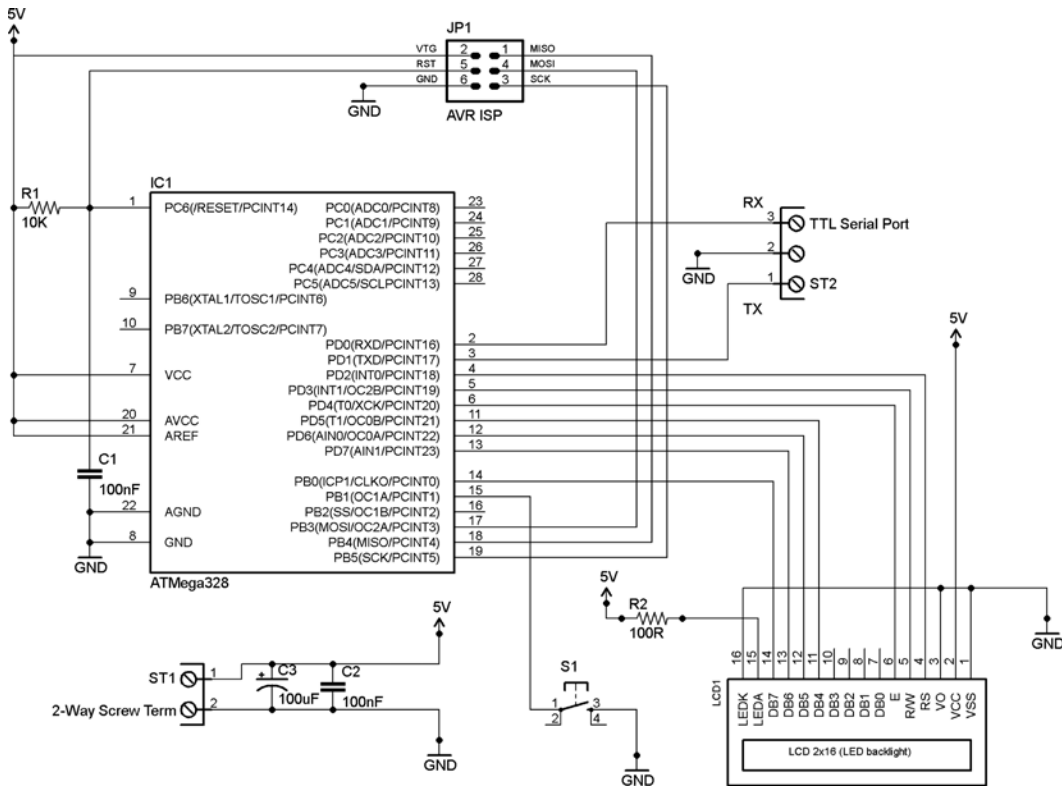 5V
JP1
VTG 2 1 MISO
RST 5 4 MOSI
GND 6 3 SCK
GND
AVR ISP
IC1
R1
10K
1 PC6(/RESET/PCINT14)
9 PB6(XTAL1/TOSC1/PCINT6)
10 PB7(XTAL2/TOSC2/PCINT7)
7 VCC
20 AVCC
21 AREF
C1
100nF
22 AGND
8 GND
GND
PC0(ADC0/PCINT8) 23
PC1(ADC1/PCINT9) 24
PC2(ADC2/PCINT10) 25
PC3(ADC3/PCINT11) 26
PC4(ADC4/SDA/PCINT12) 27
PC5(ADC5/SCLPCINT13) 28
PD0(RXD/PCINT16) 2
PD1(TXD/PCINT17) 3
PD2(INT0/PCINT18) 4
PD3(INT1/OC2B/PCINT19) 5
PD4(T0/XCK/PCINT20) 6
PD5(T1/OC0B/PCINT21) 11
PD6(AIN0/OC0A/PCINT22) 12
PD7(AIN1/PCINT23) 13
PB0(ICP1/CLKO/PCINT0) 14
PB1(OC1A/PCINT1) 15
PB2(SS/OC1B/PCINT2) 16
PB3(MOSI/OC2A/PCINT3) 17
PB4(MISO/PCINT4) 18
PB5(SCK/PCINT5) 19
ATMega328
RX
3 TTL Serial Port
2
GND
1 ST2
TX
5V
5V
R2
100R
GND
5V
ST1 1
2-Way Screw Term 2
+
C3
100uF
C2
100nF
GND
S1
1 3
2 4
GND
LCD1
16 15 14 13 12 11 10 9 8 7 6 5 4 3 2 1
LEDK LEDA DB7 DB6 DB5 DB4 DB3 DB2 DB1 DB0 E R/W RS VO VCC VSS
LCD 2x16 (LED backlight)